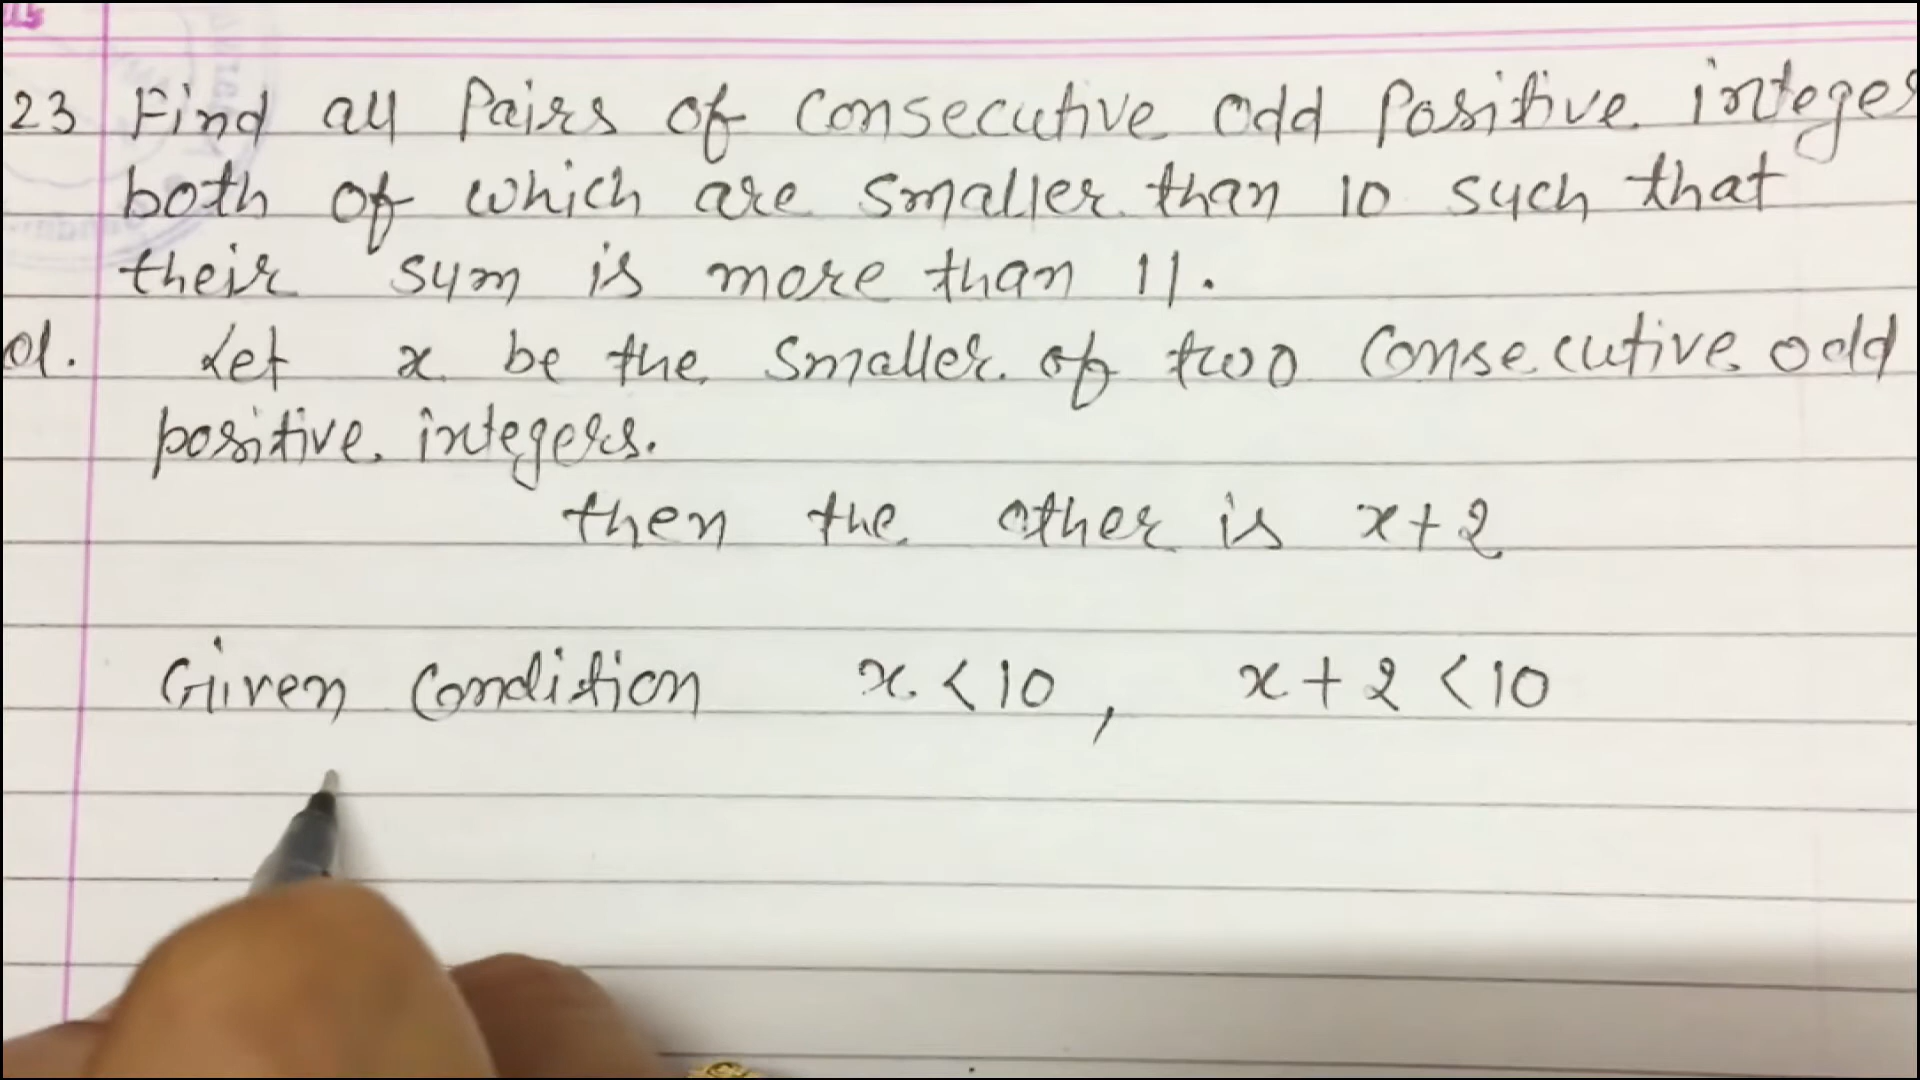 23 Find all Pairs of Consecutive odd Positive integers
both of which are smaller than 10 such that
their sum is more than 11.
ol. Let x be the smaller of two Consecutive odd
positive integers.
then the other is x+2
Given Condition x < 10 , x + 2 < 10